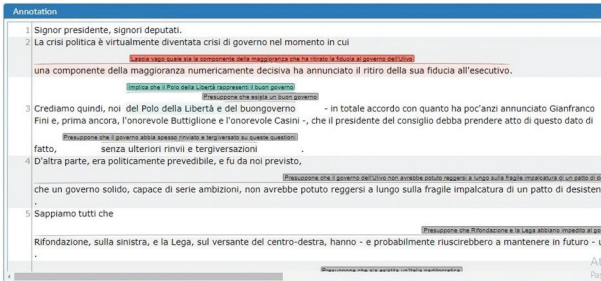 Annotation
1 Signor presidente, signori deputati.
2 La crisi politica è virtualmente diventata crisi di governo nel momento in cui
Lascia vago quale sia la componente della maggioranza che ha ritirato la fiducia al governo dell'Ulivo
una componente della maggioranza numericamente decisiva ha annunciato il ritiro della sua fiducia all'esecutivo.
Implica che il Polo della Libertà rappresenti il buon governo
Presuppone che esista un buon governo
3 Crediamo quindi, noi del Polo della Libertà e del buongoverno - in totale accordo con quanto ha poc'anzi annunciato Gianfranco
Fini e, prima ancora, l'onorevole Buttiglione e l'onorevole Casini -, che il presidente del consiglio debba prendere atto di questo dato di
Presuppone che il governo abbia spesso rinviato e tergiversato su queste questioni
fatto, senza ulteriori rinvii e tergiversazioni .
4 D'altra parte, era politicamente prevedibile, e fu da noi previsto,
Presuppone che il governo dell'Ulivo non avrebbe potuto reggersi a lungo sulla fragile impalcatura di un patto di
che un governo solido, capace di serie ambizioni, non avrebbe potuto reggersi a lungo sulla fragile impalcatura di un patto di desisten
.
5 Sappiamo tutti che
Presuppone che Rifondazione e la Lega abbiano impedito al go
Rifondazione, sulla sinistra, e la Lega, sul versante del centro-destra, hanno - e probabilmente riuscirebbero a mantenere in futuro - u
.
Presuppone che